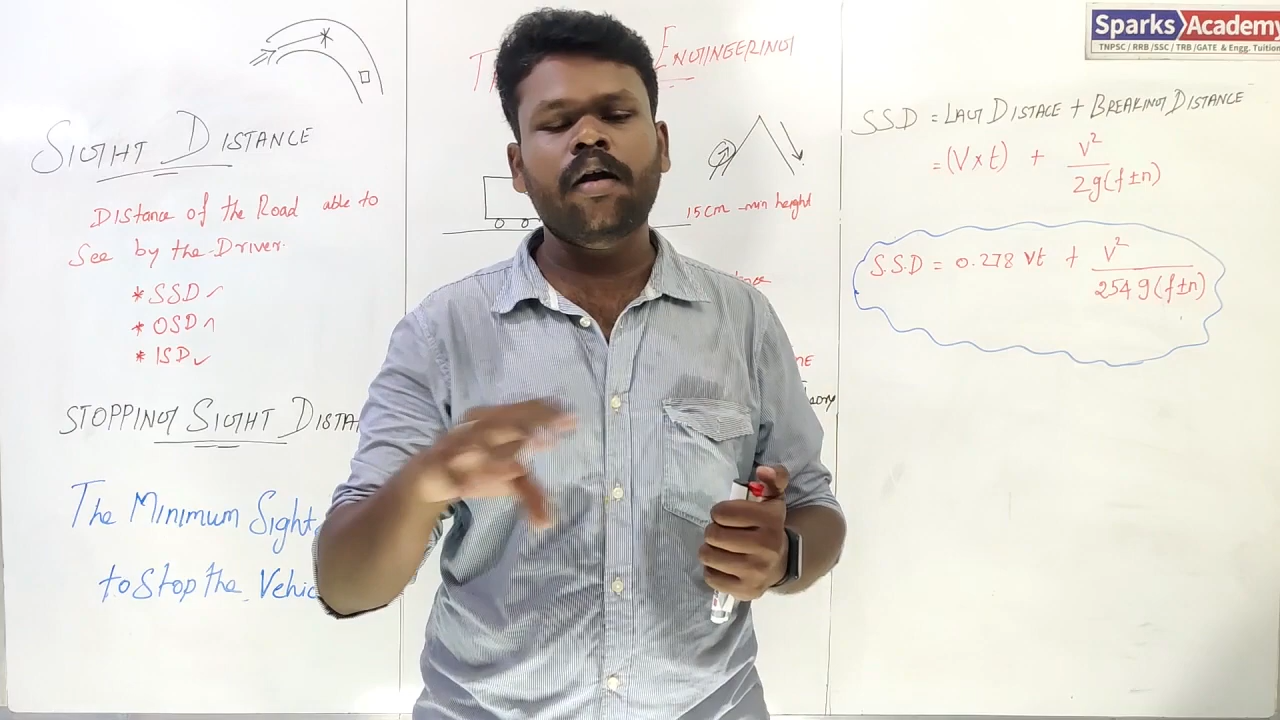 Sparks Academy
TNPSC / RRB / SSC / TRB / GATE & Engg. Tuition
ENGINEERING
SIGHT DISTANCE
Distance of the Road able to
See by the Driver.
* SSD ✓
* OSD
* ISD ✓
STOPPING SIGHT DISTA
The Minimum Sight
to Stop the Vehic
15cm -min height
SSD = LAG DISTACE + BREAKING DISTANCE
= (V x t) + V²/2g(f±n)
S.S.D = 0.278 Vt + V²/254 g(f±n)